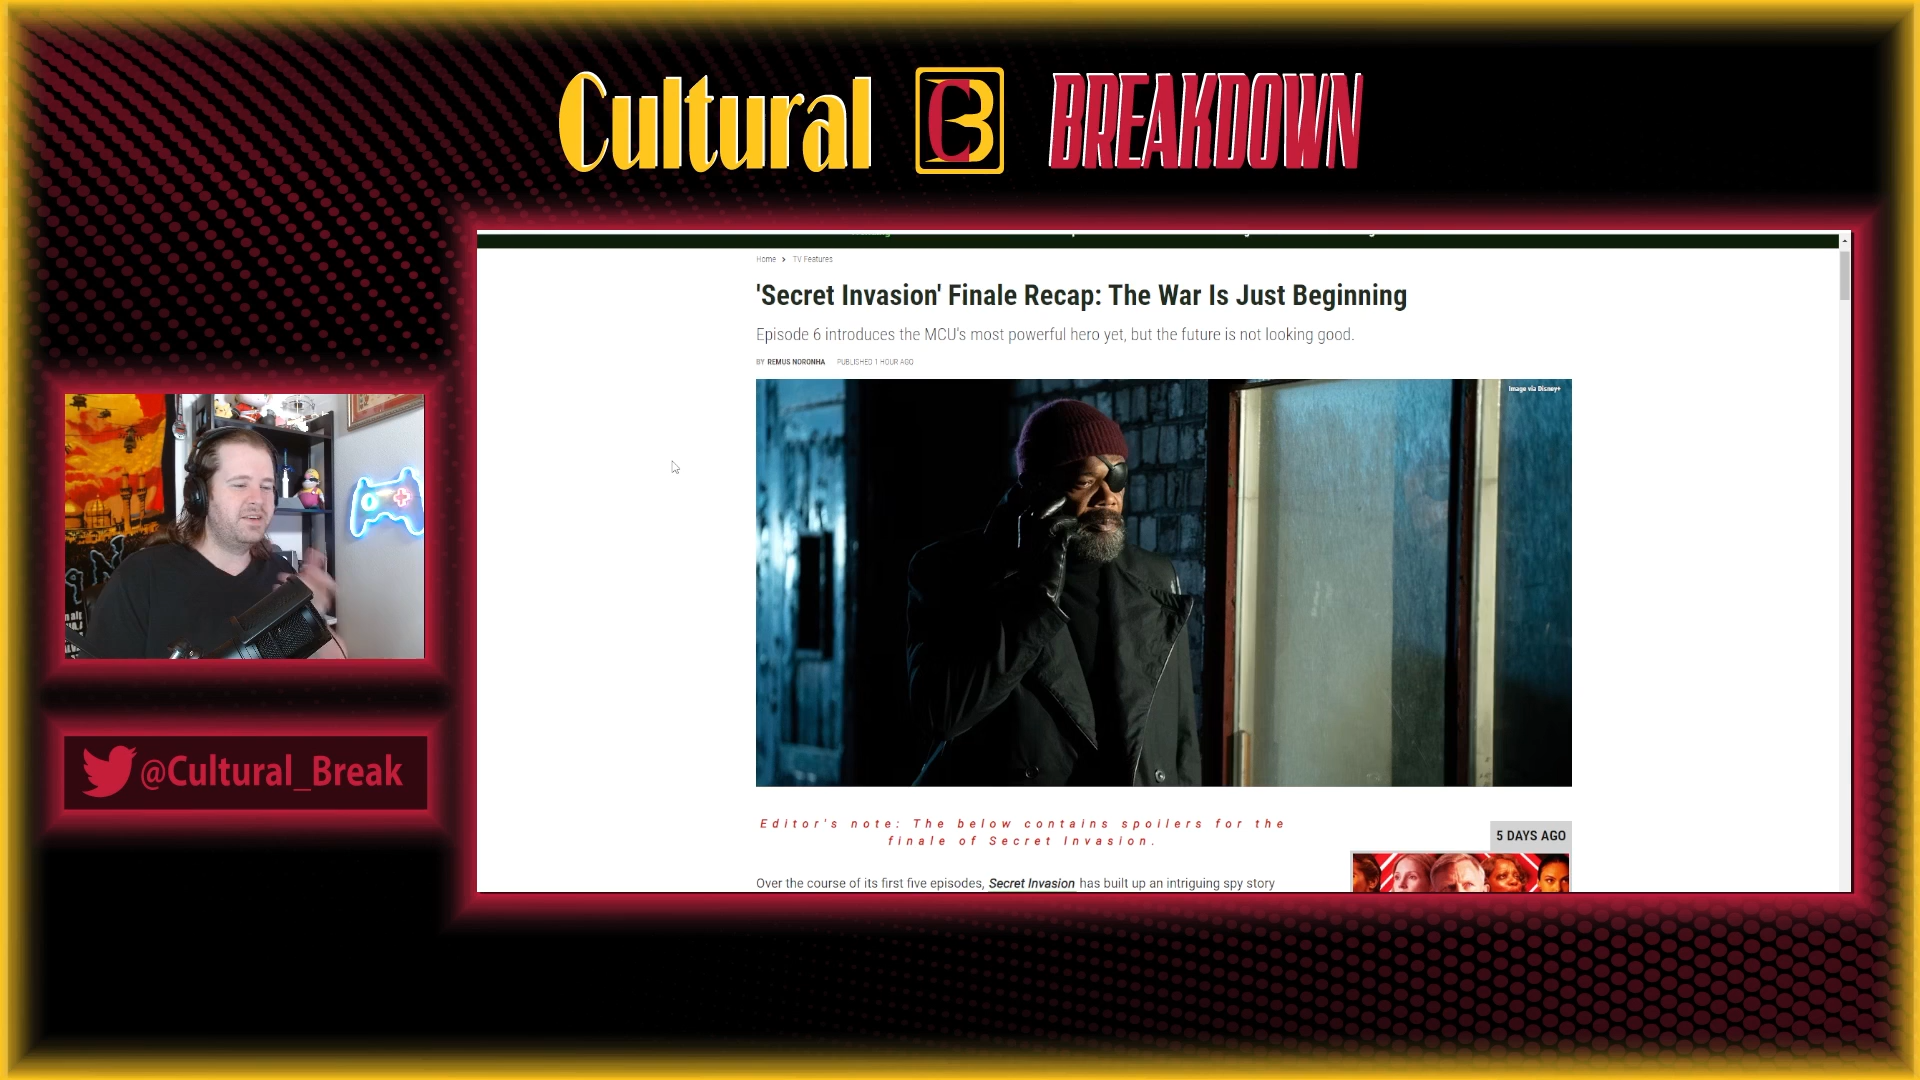 Cultural CB BREAKDOWN
Home > TV Features
'Secret Invasion' Finale Recap: The War Is Just Beginning
Episode 6 introduces the MCU's most powerful hero yet, but the future is not looking good.
BY REMUS NORONHA PUBLISHED 1 HOUR AGO
Image via Disney+
@Cultural_Break
Editor's note: The below contains spoilers for the
finale of Secret Invasion.
5 DAYS AGO
Over the course of its first five episodes, Secret Invasion has built up an intriguing spy story